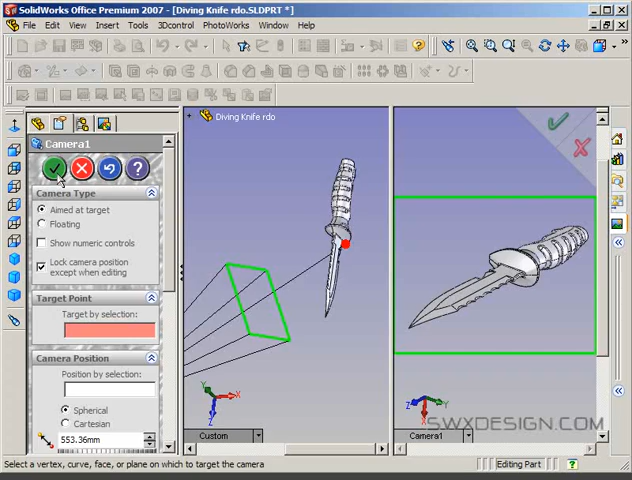 SolidWorks Office Premium 2007 - [Diving Knife rdo.SLDPRT *]
File Edit View Insert Tools 3Dcontrol PhotoWorks Window Help
Diving Knife rdo
Camera1
Camera Type
Aimed at target
Floating
Show numeric controls
Lock camera position
except when editing
Target Point
Target by selection:
Camera Position
Position by selection:
Spherical
Cartesian
553.36mm
Y
X
Z
Custom
Y
X
Z
Camera1
SWXDESIGN.COM
Select a vertex, curve, face, or plane on which to target the camera
Editing Part